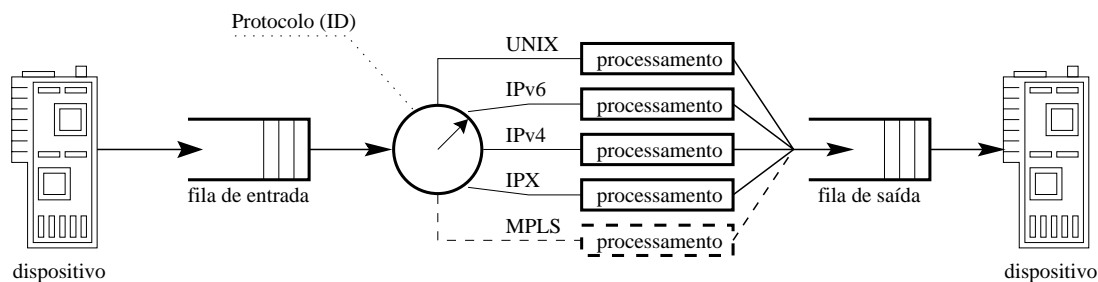 Protocolo (ID)
UNIX
processamento
IPv6
processamento
IPv4
processamento
IPX
processamento
MPLS
processamento
fila de entrada
fila de saída
dispositivo
dispositivo